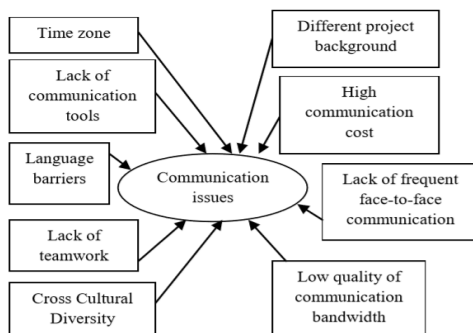 Time zone
Different project
background
Lack of
communication
tools
High
communication
cost
Language
barriers
Communication
issues
Lack of frequent
face-to-face
communication
Lack of
teamwork
Low quality of
communication
bandwidth
Cross Cultural
Diversity